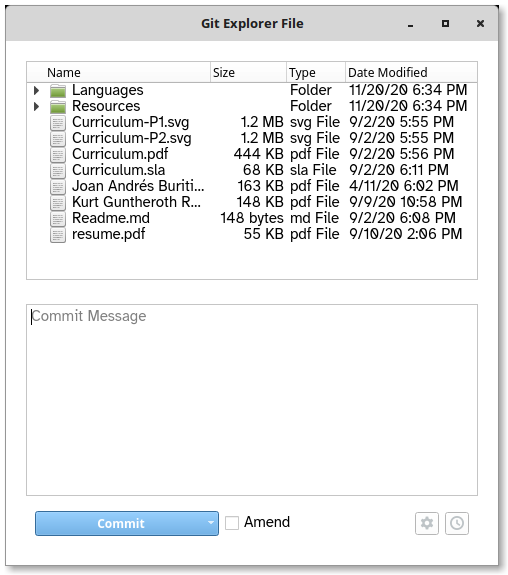 Git Explorer File
Name Size Type Date Modified
Languages Folder 11/20/20 6:34 PM
Resources Folder 11/20/20 6:34 PM
Curriculum-P1.svg 1.2 MB svg File 9/2/20 5:55 PM
Curriculum-P2.svg 1.2 MB svg File 9/2/20 5:55 PM
Curriculum.pdf 444 KB pdf File 9/2/20 5:56 PM
Curriculum.sla 68 KB sla File 9/2/20 6:11 PM
Joan Andrés Buriti... 163 KB pdf File 4/11/20 6:02 PM
Kurt Guntheroth R... 148 KB pdf File 9/9/20 10:58 PM
Readme.md 148 bytes md File 9/2/20 6:08 PM
resume.pdf 55 KB pdf File 9/10/20 2:06 PM
Commit Message
Commit Amend